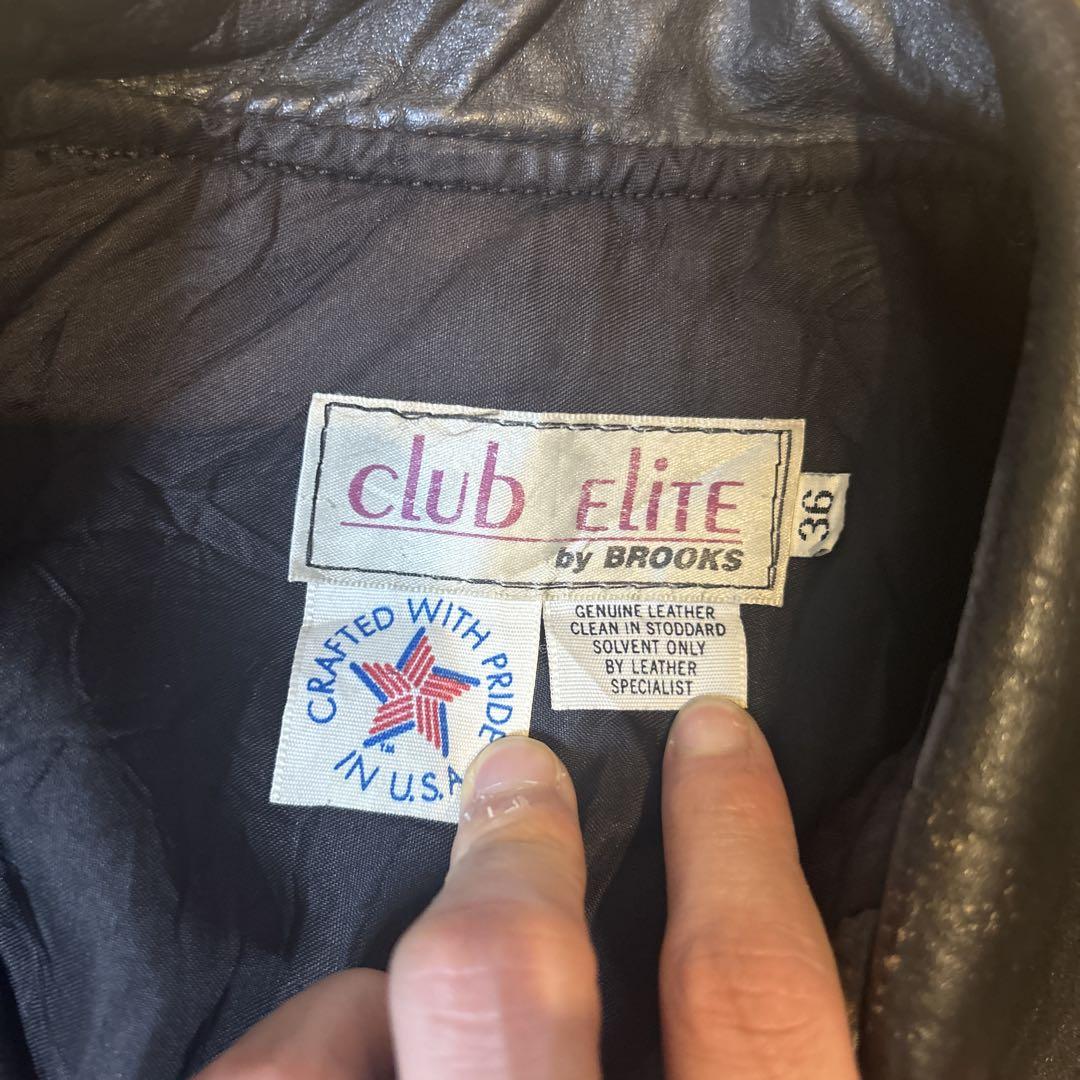 club ELiTE
by BROOKS
36
CRAFTED WITH PRIDE
IN U.S.A
TM
GENUINE LEATHER
CLEAN IN STODDARD
SOLVENT ONLY
BY LEATHER
SPECIALIST